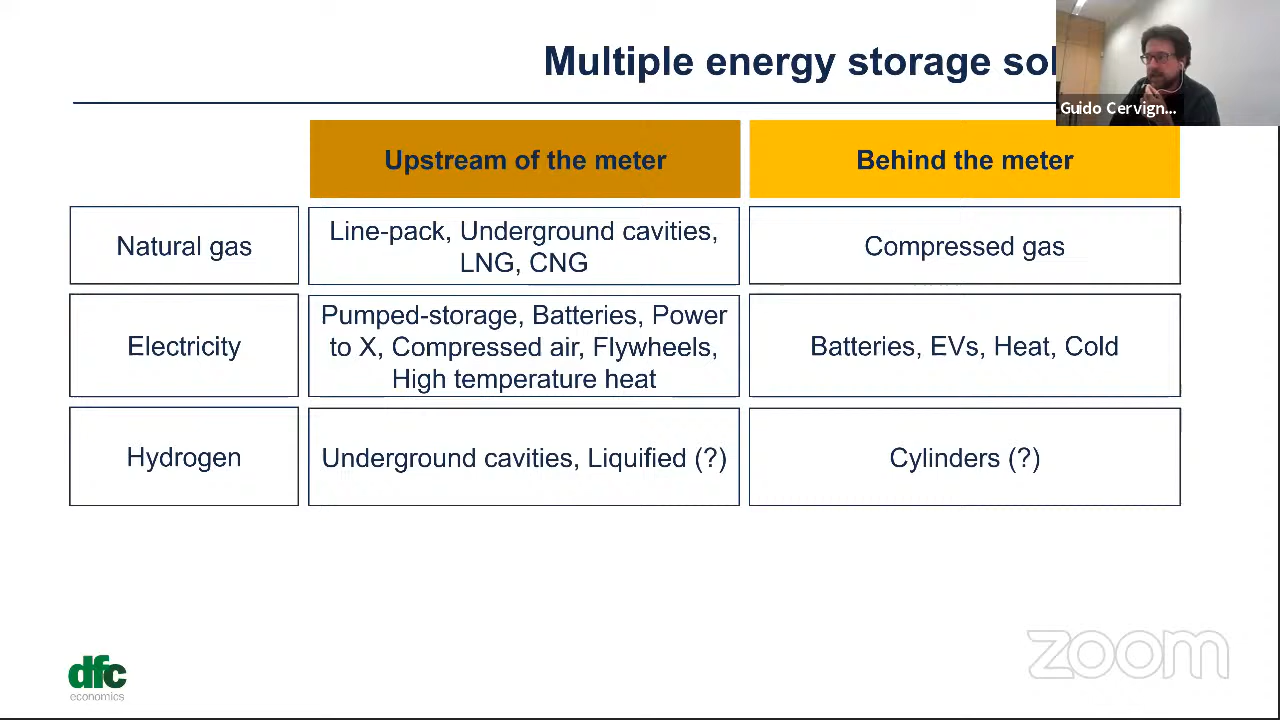 Multiple energy storage
Guido Cervign...
Upstream of the meter
Behind the meter
Natural gas
Line-pack, Underground cavities,
LNG, CNG
Compressed gas
Electricity
Pumped-storage, Batteries, Power
to X, Compressed air, Flywheels,
High temperature heat
Batteries, EVs, Heat, Cold
Hydrogen
Underground cavities, Liquified (?)
Cylinders (?)
dfc
economics
zoom